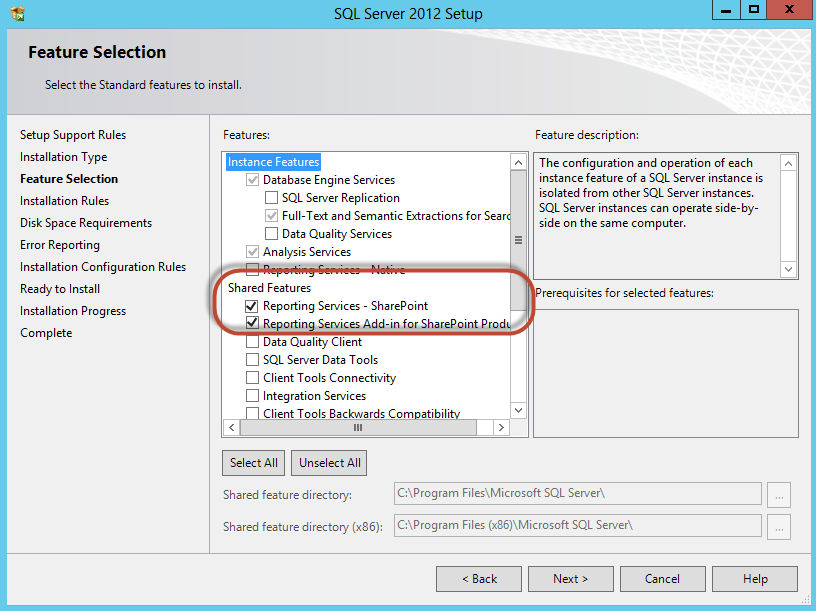 SQL Server 2012 Setup
Feature Selection
Select the Standard features to install.
Setup Support Rules
Installation Type
Feature Selection
Installation Rules
Disk Space Requirements
Error Reporting
Installation Configuration Rules
Ready to Install
Installation Progress
Complete
Features:
Instance Features
Database Engine Services
SQL Server Replication
Full-Text and Semantic Extractions for Searc
Data Quality Services
Analysis Services
Reporting Services - Native
Shared Features
Reporting Services - SharePoint
Reporting Services Add-in for SharePoint Produ
Data Quality Client
SQL Server Data Tools
Client Tools Connectivity
Integration Services
Client Tools Backwards Compatibility
Feature description:
The configuration and operation of each
instance feature of a SQL Server instance is
isolated from other SQL Server instances.
SQL Server instances can operate side-by-
side on the same computer.
Prerequisites for selected features:
Select All
Unselect All
Shared feature directory:
C:\Program Files\Microsoft SQL Server\
...
Shared feature directory (x86):
C:\Program Files (x86)\Microsoft SQL Server\
...
< Back
Next >
Cancel
Help